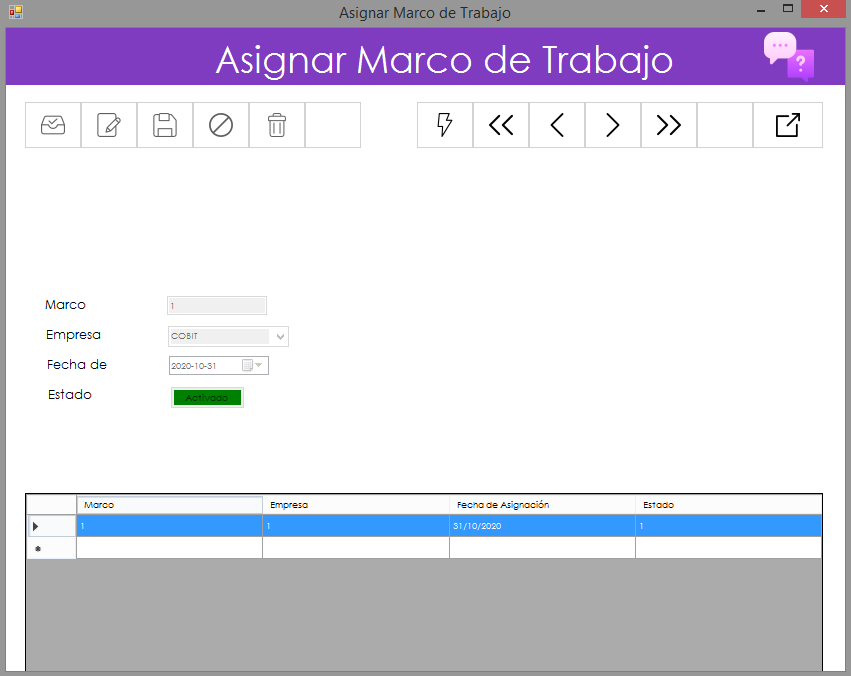 Asignar Marco de Trabajo
Asignar Marco de Trabajo
?
Marco 1
Empresa COBIT
Fecha de 2020-10-31
Estado Activado
Marco Empresa Fecha de Asignación Estado
1 1 31/10/2020 1